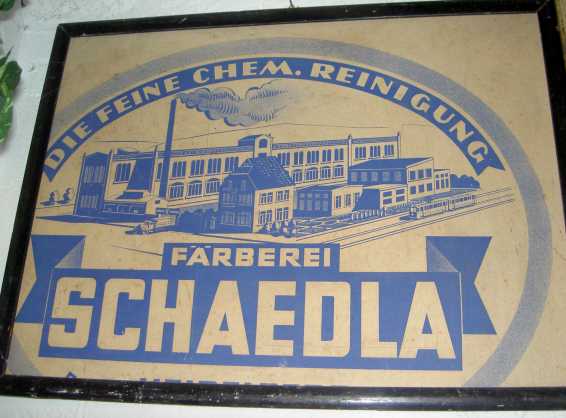 DIE FEINE CHEM. REINIGUNG
FÄRBEREI
SCHAEDLA